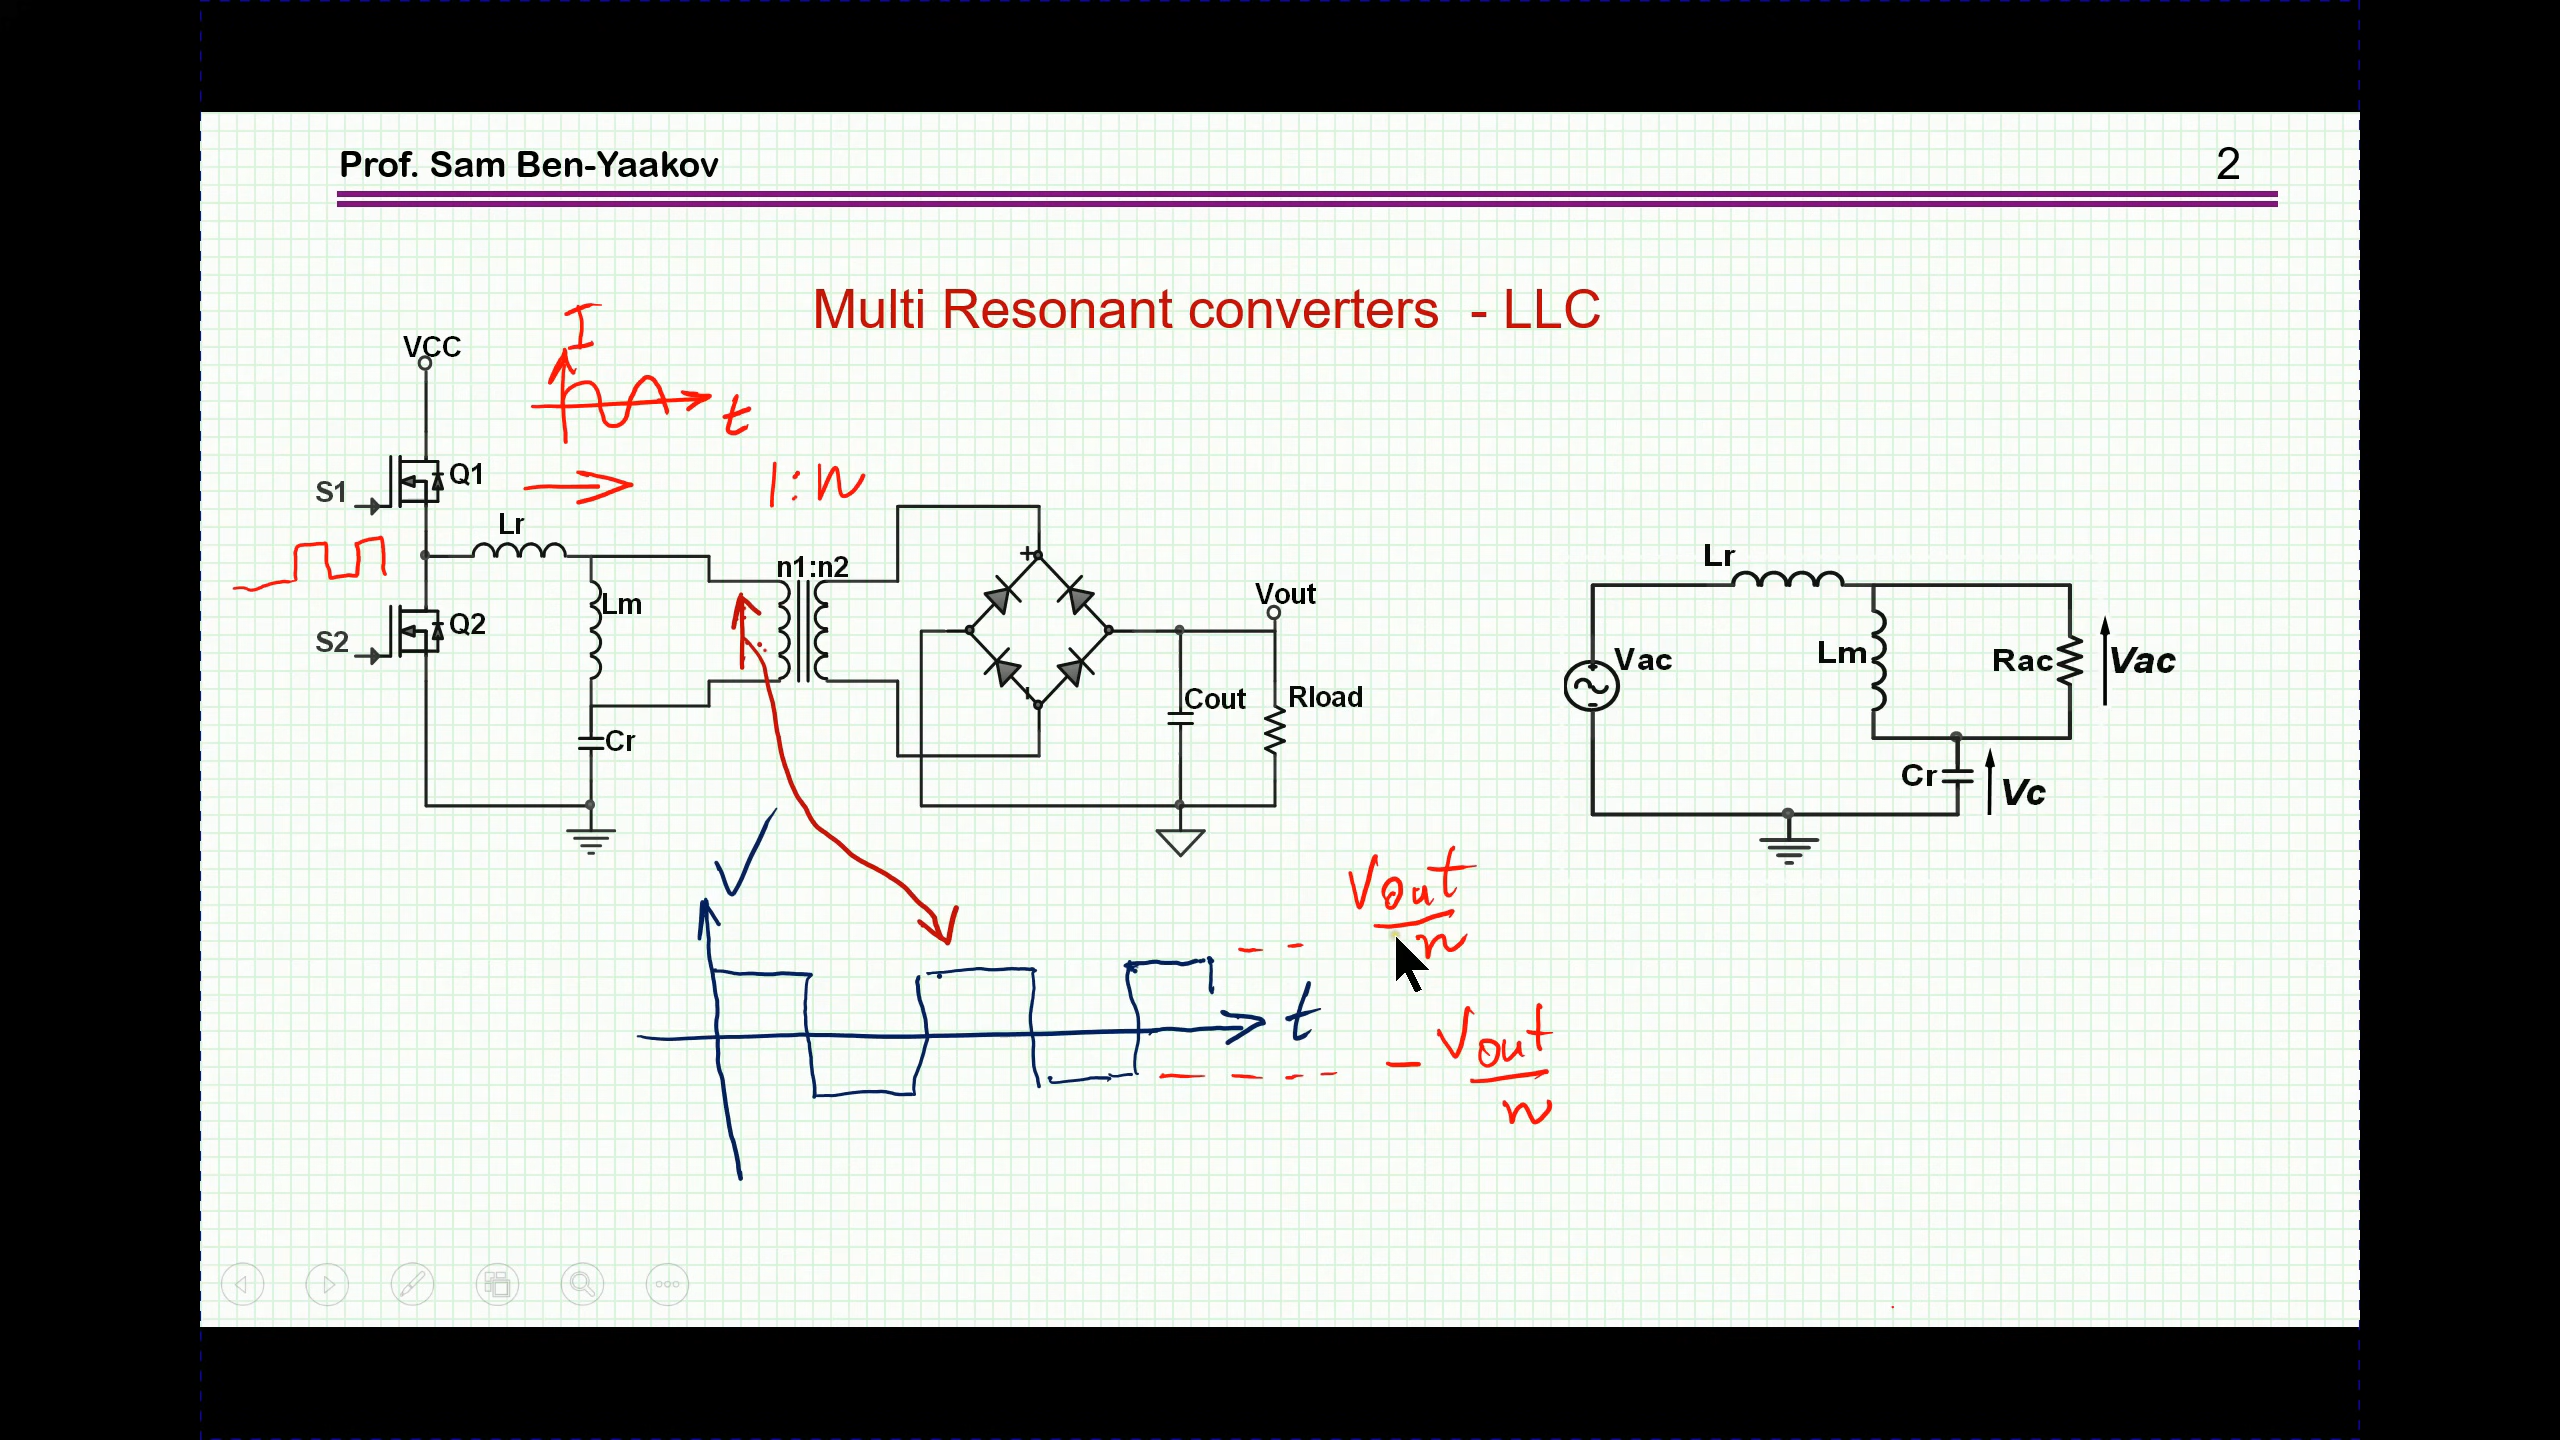 Prof. Sam Ben-Yaakov
2
Multi Resonant converters - LLC
I
t
VCC
S1
Q1
1:n
Lr
n1:n2
+
Lm
S2
Q2
Cr
Vout
Cout
Rload
Lr
Vac
Lm
Rac
Vac
Cr
Vc
V
t
Vout
n
- Vout
n